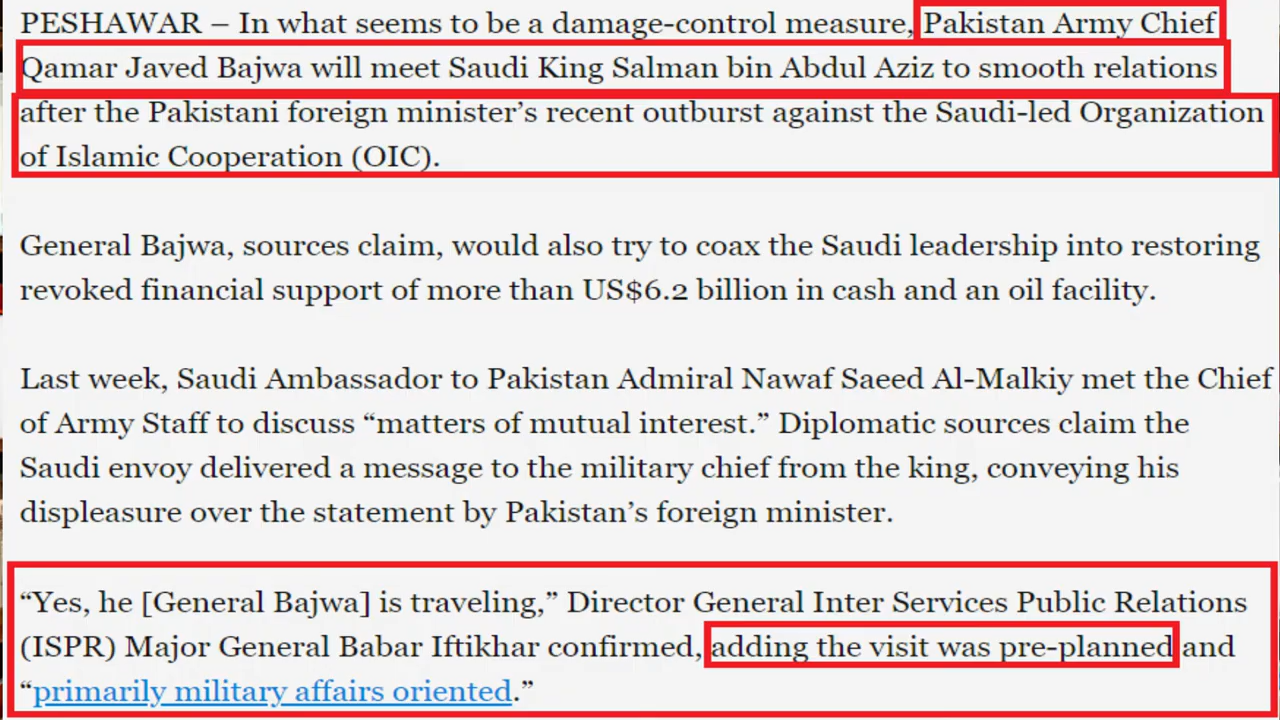 PESHAWAR – In what seems to be a damage-control measure, Pakistan Army Chief
Qamar Javed Bajwa will meet Saudi King Salman bin Abdul Aziz to smooth relations
after the Pakistani foreign minister’s recent outburst against the Saudi-led Organization
of Islamic Cooperation (OIC).
General Bajwa, sources claim, would also try to coax the Saudi leadership into restoring
revoked financial support of more than US$6.2 billion in cash and an oil facility.
Last week, Saudi Ambassador to Pakistan Admiral Nawaf Saeed Al-Malkiy met the Chief
of Army Staff to discuss “matters of mutual interest.” Diplomatic sources claim the
Saudi envoy delivered a message to the military chief from the king, conveying his
displeasure over the statement by Pakistan’s foreign minister.
“Yes, he [General Bajwa] is traveling,” Director General Inter Services Public Relations
(ISPR) Major General Babar Iftikhar confirmed, adding the visit was pre-planned and
“primarily military affairs oriented.”